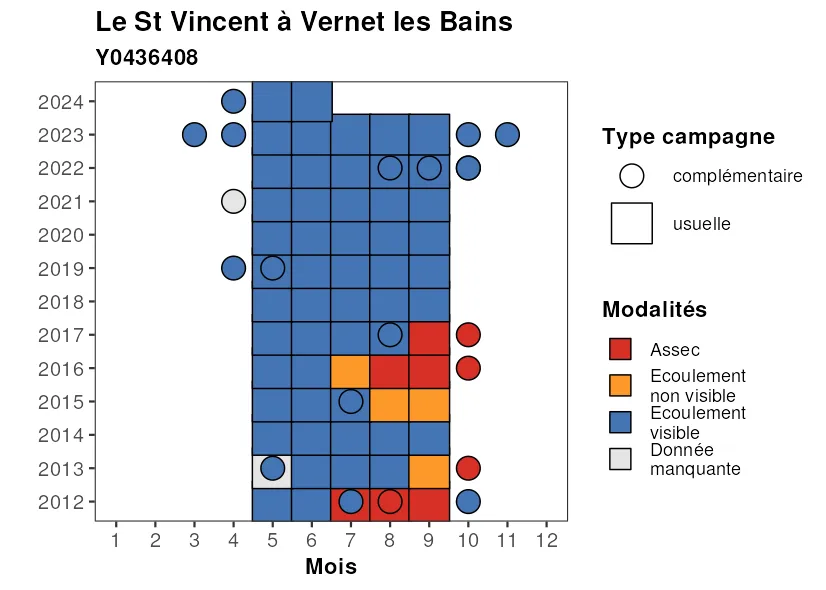 Le St Vincent à Vernet les Bains
Y0436408
2024
2023
2022
2021
2020
2019
2018
2017
2016
2015
2014
2013
2012
1 2 3 4 5 6 7 8 9 10 11 12
Mois
Type campagne
complémentaire
usuelle
Modalités
Assec
Ecoulement
non visible
Ecoulement
visible
Donnée
manquante